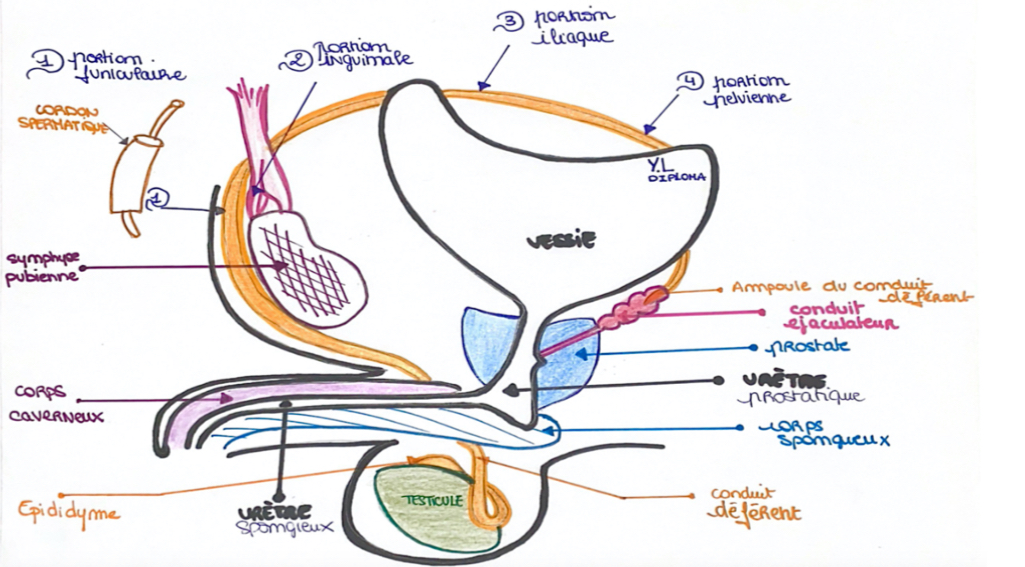 ③ portion
iliaque
② Portion
inguinale
① portion
funiculaire
④ portion
pelvienne
CORDON
SPERMATIQUE
①
Y.L
DIPLOMA
VESSIE
symphyse
pubienne
Ampoule du conduit
déférent
conduit
ejaculateur
prostate
URÈTRE
prostatique
CORPS
caverneux
CORPS
spongieux
TESTICULE
Epididyme
URÈTRE
spongieux
conduit
déférent